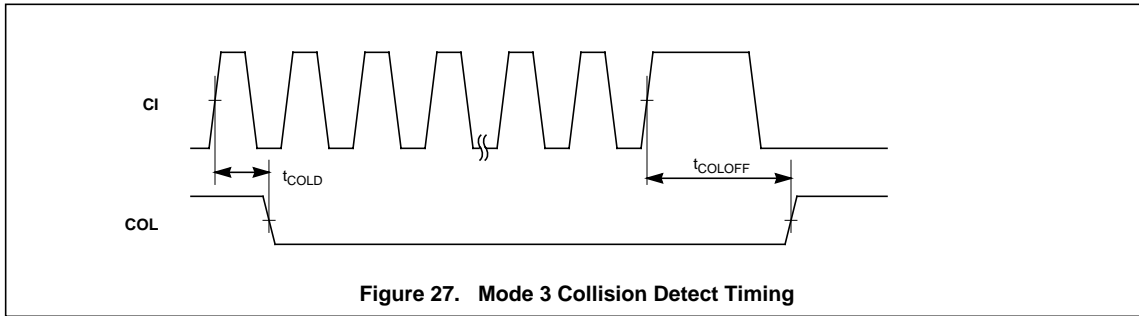 CI
tCOLD
tCOLOFF
COL
Figure 27. Mode 3 Collision Detect Timing